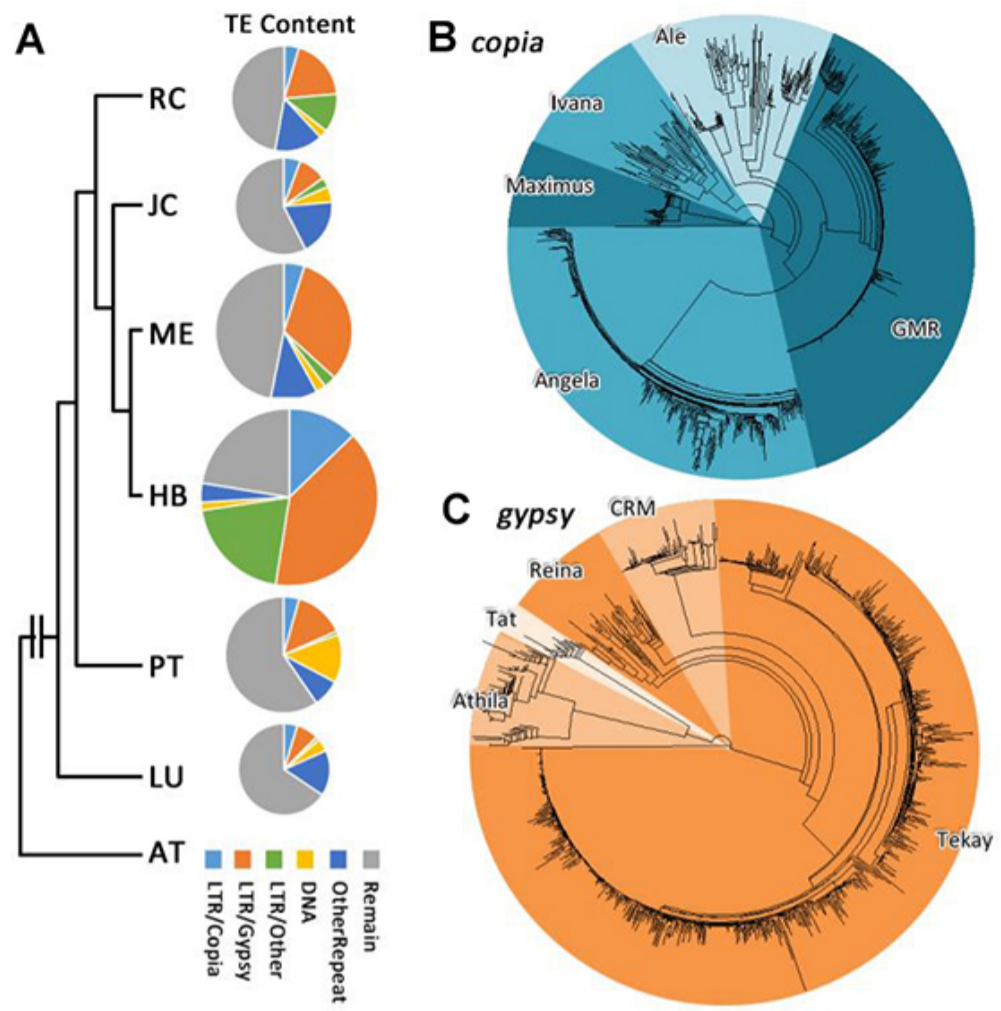 A
TE Content
RC
JC
ME
HB
PT
LU
AT
LTR/Copia
LTR/Gypsy
LTR/Other
DNA
OtherRepeat
Remain
B copia
Ale
Ivana
Maximus
Angela
GMR
C gypsy
CRM
Reina
Tat
Athila
Tekay